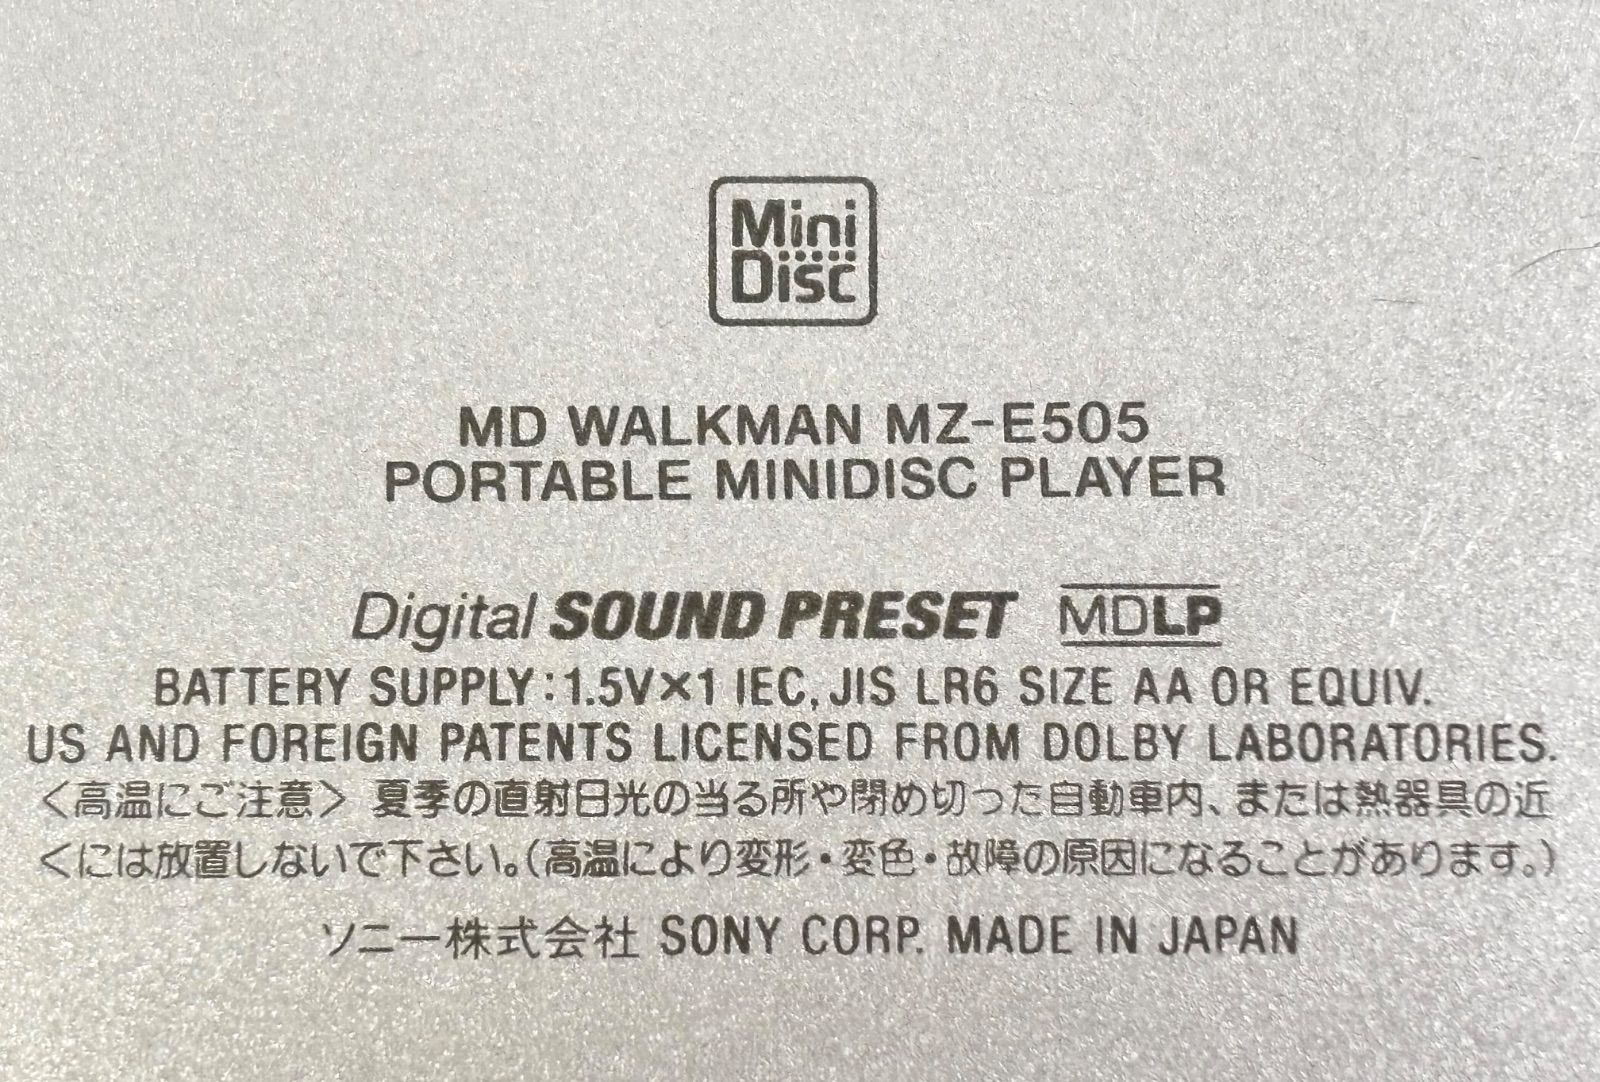 Mini
Disc
MD WALKMAN MZ-E505
PORTABLE MINIDISC PLAYER
Digital SOUND PRESET MDLP
BATTERY SUPPLY:1.5V×1 IEC, JIS LR6 SIZE AA OR EQUIV.
US AND FOREIGN PATENTS LICENSED FROM DOLBY LABORATORIES.
〈高温にご注意〉 夏季の直射日光の当る所や閉め切った自動車内、または熱器具の近
くには放置しないで下さい。(高温により変形・変色・故障の原因になることがあります。)
ソニー株式会社 SONY CORP. MADE IN JAPAN